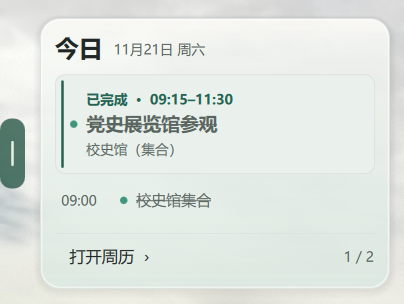 今日 11月21日 周六
已完成 • 09:15–11:30
党史展览馆参观
校史馆（集合）
09:00 校史馆集合
打开周历 › 1 / 2